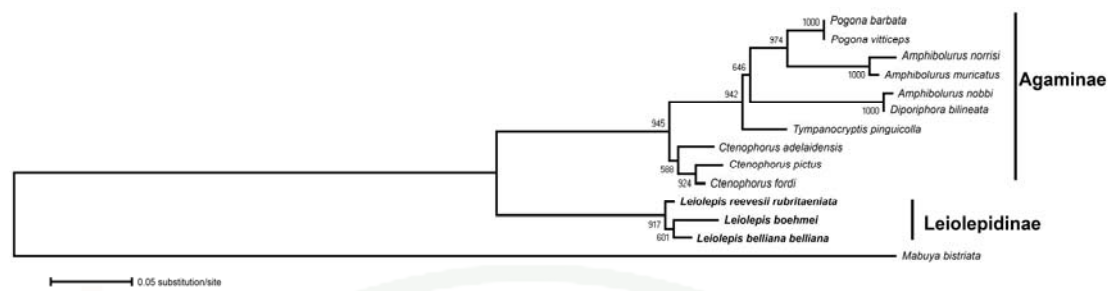 1000
Pogona barbata
Pogona vitticeps
974
Amphibolurus norrisi
646
1000
Amphibolurus muricatus
Agaminae
942
Amphibolurus nobbi
1000
Diporiphora bilineata
945
Tympanocryptis pinguicolla
Ctenophorus adelaidensis
588
Ctenophorus pictus
924
Ctenophorus fordi
Leiolepis reevesii rubritaeniata
917
Leiolepis boehmei
Leiolepidinae
601
Leiolepis belliana belliana
Mabuya bistriata
0.05 substitution/site